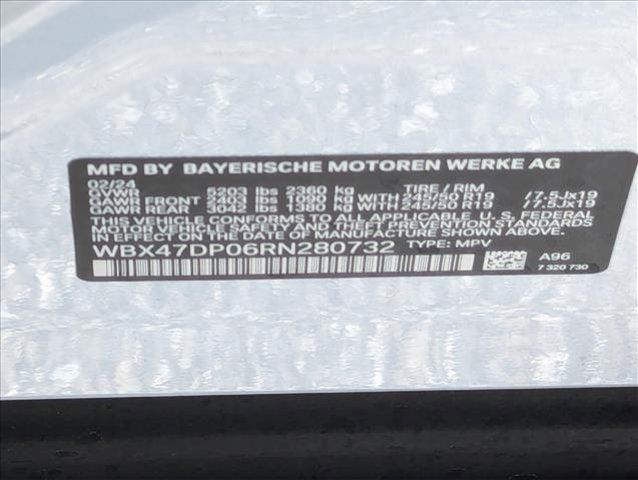 MFD BY BAYERISCHE MOTOREN WERKE AG
02/24 TIRE / RIM
GVWR 5203 lbs 2360 kg
GAWR FRONT 2403 lbs 1090 kg WITH 245/50 R19 /7.5Jx19
GAWR REAR lbs 1380 kg WITH 245/50 R19 /7.5Jx19
THIS VEHICLE CONFORMS TO ALL APPLICABLE U. S. FEDERAL
MOTOR VEHICLE SAFETY, BUMPER, AND THEFT PREVENTION
STANDARDS IN EFFECT ON THE DATE OF MANUFACTURE SHOWN ABOVE.
WBX47DP06RN280732 TYPE: MPV
A96
7 320 730